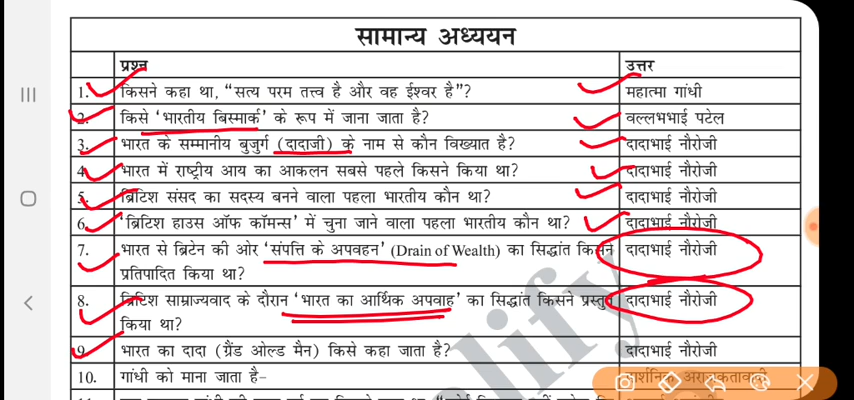 सामान्य अध्ययन
प्रश्न उत्तर
1. किसने कहा था, “सत्य परम तत्त्व है और वह ईश्वर है”? महात्मा गांधी
2. किसे ‘भारतीय बिस्मार्क’ के रूप में जाना जाता है? वल्लभभाई पटेल
3. भारत के सम्मानीय बुजुर्ग (दादाजी) के नाम से कौन विख्यात है? दादाभाई नौरोजी
4. भारत में राष्ट्रीय आय का आकलन सबसे पहले किसने किया था? दादाभाई नौरोजी
5. ब्रिटिश संसद का सदस्य बनने वाला पहला भारतीय कौन था? दादाभाई नौरोजी
6. ‘ब्रिटिश हाउस ऑफ कॉमन्स’ में चुना जाने वाला पहला भारतीय कौन था? दादाभाई नौरोजी
7. भारत से ब्रिटेन की ओर ‘संपत्ति के अपवहन’ (Drain of Wealth) का सिद्धांत किसने दादाभाई नौरोजी
प्रतिपादित किया था?
8. ब्रिटिश साम्राज्यवाद के दौरान ‘भारत का आर्थिक अपवाह’ का सिद्धांत किसने प्रस्तुत दादाभाई नौरोजी
किया था?
9. भारत का दादा (ग्रैंड ओल्ड मैन) किसे कहा जाता है? दादाभाई नौरोजी
10. गांधी को माना जाता है–